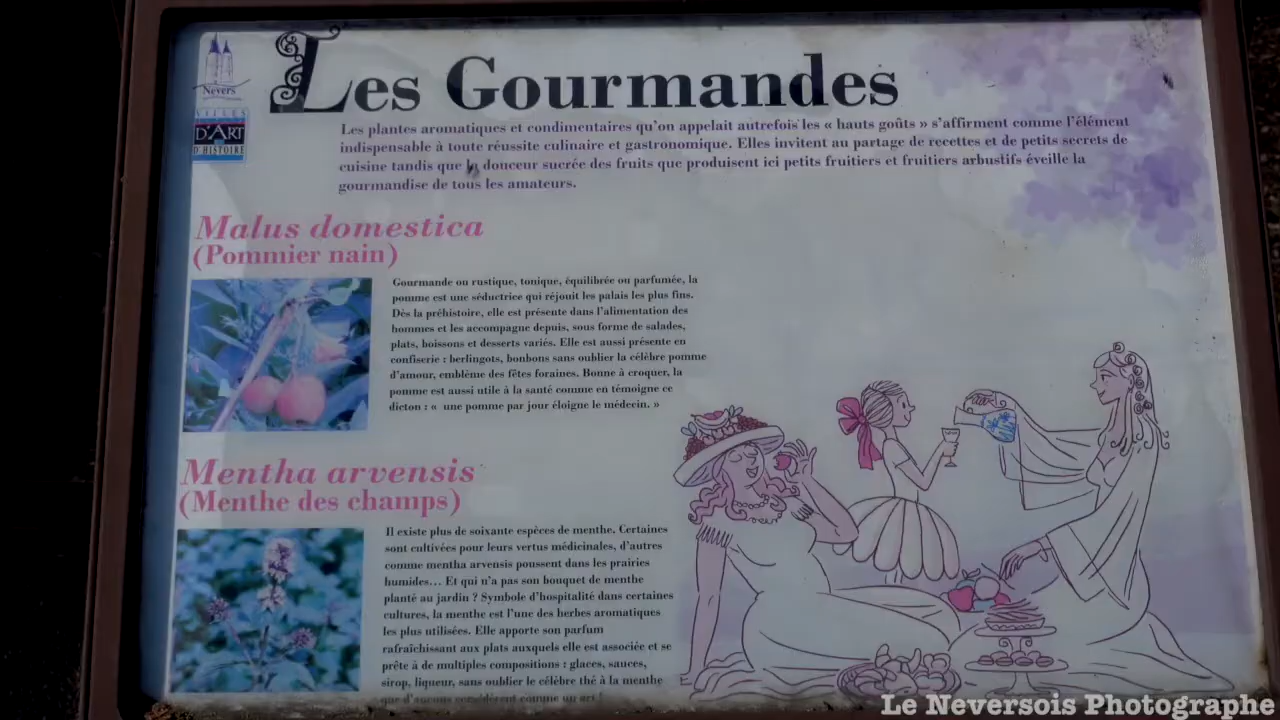 Nevers
VILLES
D'ART
D'HISTOIRE
Les Gourmandes
Les plantes aromatiques et condimentaires qu'on appelait autrefois les « hauts goûts » s'affirment comme l'élément
indispensable à toute réussite culinaire et gastronomique. Elles invitent au partage de recettes et de petits secrets de
cuisine tandis que la douceur sucrée des fruits que produisent ici petits fruitiers et fruitiers arbustifs éveille la
gourmandise de tous les amateurs.
Malus domestica
(Pommier nain)
Gourmande ou rustique, tonique, équilibrée ou parfumée, la
pomme est une séductrice qui réjouit les palais les plus fins.
Dès la préhistoire, elle est présente dans l'alimentation des
hommes et les accompagne depuis, sous forme de salades,
plats, boissons et desserts variés. Elle est aussi présente en
confiserie : berlingots, bonbons sans oublier la célèbre pomme
d'amour, emblème des fêtes foraines. Bonne à croquer, la
pomme est aussi utile à la santé comme en témoigne ce
dicton : « une pomme par jour éloigne le médecin. »
Mentha arvensis
(Menthe des champs)
Il existe plus de soixante espèces de menthe. Certaines
sont cultivées pour leurs vertus médicinales, d'autres
comme mentha arvensis poussent dans les prairies
humides... Et qui n'a pas son bouquet de menthe
planté au jardin ? Symbole d'hospitalité dans certaines
cultures, la menthe est l'une des herbes aromatiques
les plus utilisées. Elle apporte son parfum
rafraîchissant aux plats auxquels elle est associée et se
prête à de multiples compositions : glaces, sauces,
sirop, liqueur, sans oublier le célèbre thé à la menthe
que d'aucuns considèrent comme un art !
Le Neversois Photographe